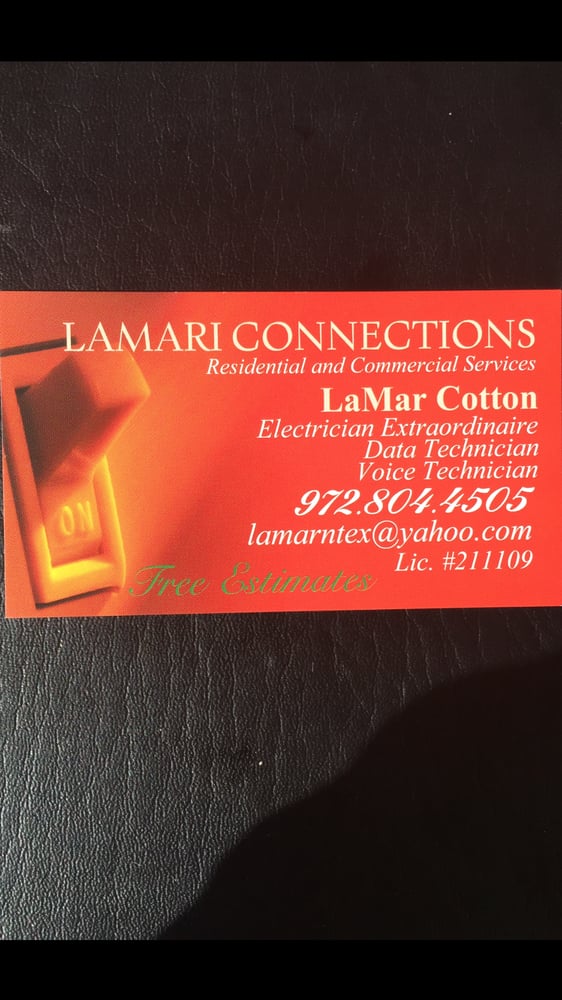 LAMARI CONNECTIONS
Residential and Commercial Services
LaMar Cotton
Electrician Extraordinaire
Data Technician
Voice Technician
972.804.4505
lamarntex@yahoo.com
Lic. #211109
Free Estimates
ON